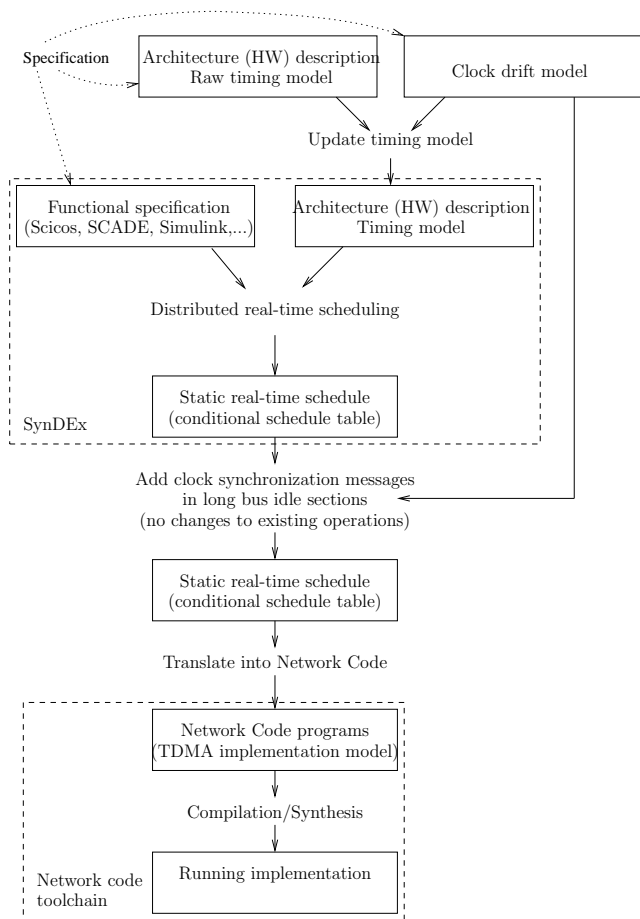 Specification
Architecture (HW) description
Raw timing model
Clock drift model
Update timing model
Functional specification
(Scicos, SCADE, Simulink,...)
Architecture (HW) description
Timing model
Distributed real-time scheduling
Static real-time schedule
(conditional schedule table)
SynDEx
Add clock synchronization messages
in long bus idle sections
(no changes to existing operations)
Static real-time schedule
(conditional schedule table)
Translate into Network Code
Network Code programs
(TDMA implementation model)
Compilation/Synthesis
Running implementation
Network code
toolchain